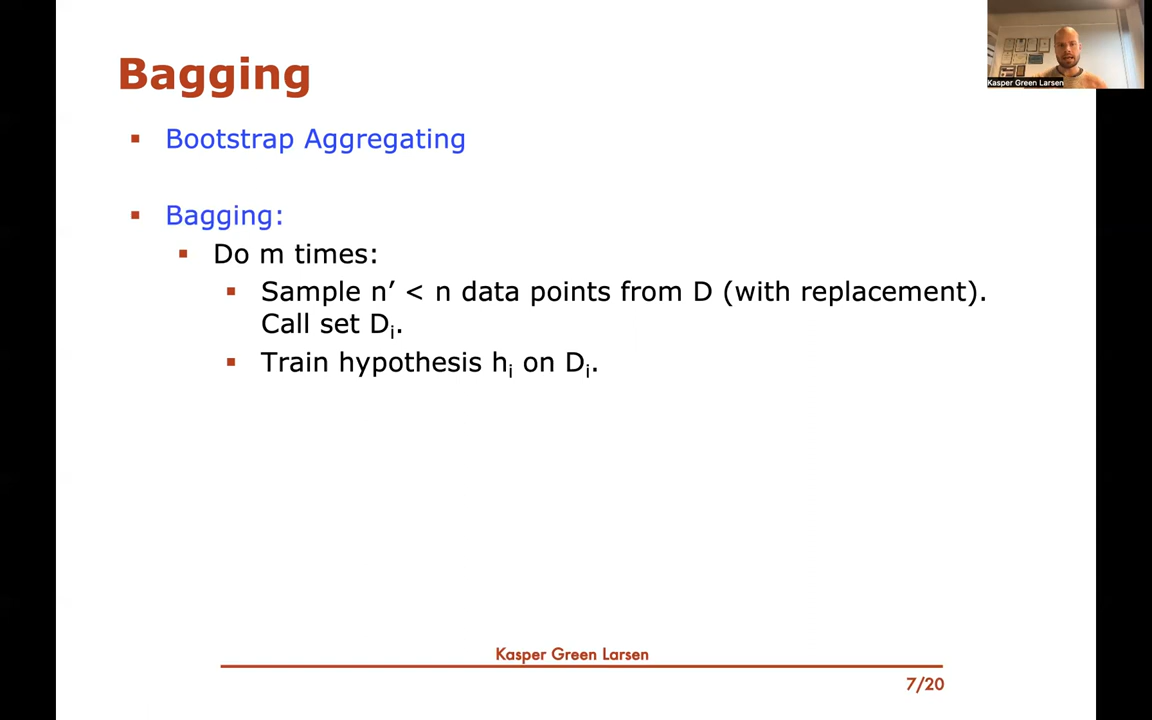 Bagging
Kasper Green Larsen
▪ Bootstrap Aggregating
▪ Bagging:
▪ Do m times:
▪ Sample n’ < n data points from D (with replacement).
Call set Dᵢ.
▪ Train hypothesis hᵢ on Dᵢ.
Kasper Green Larsen
7/20